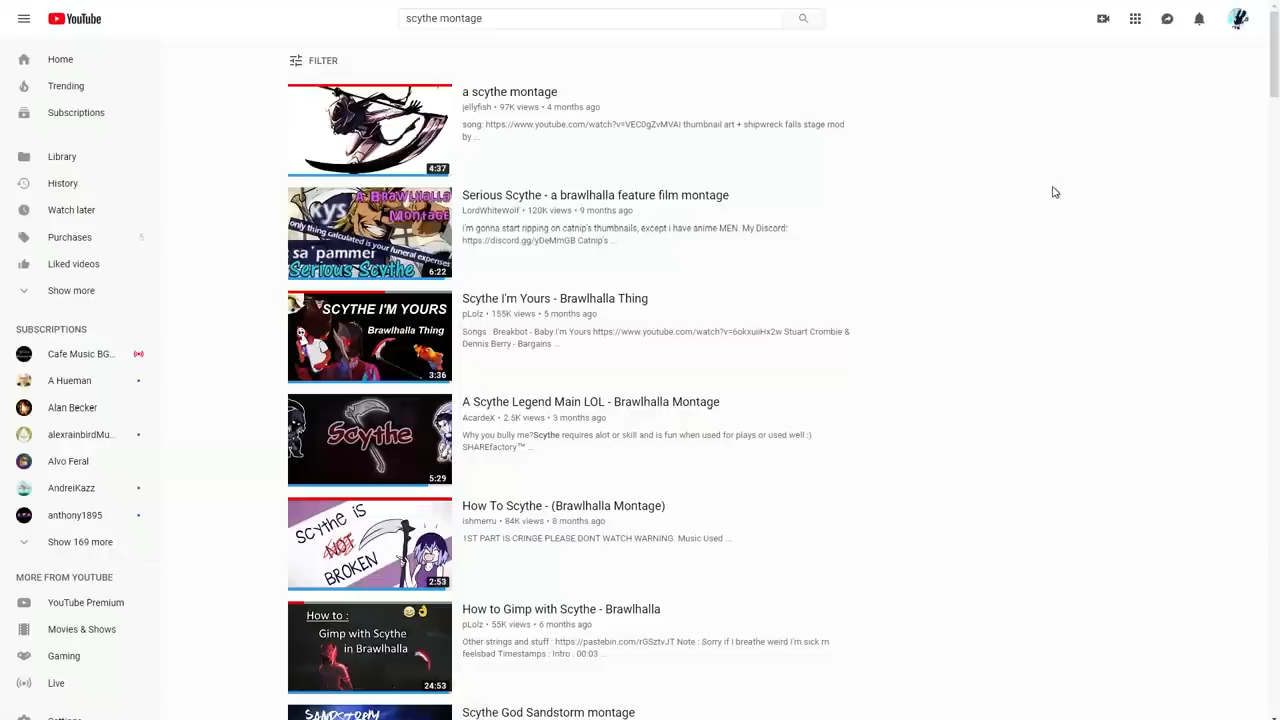 YouTube
scythe montage
Home
Trending
Subscriptions
Library
History
Watch later
Purchases 5
Liked videos
Show more
SUBSCRIPTIONS
Cafe Music BG...
A Hueman
Alan Becker
alexrainbirdMu...
Alvo Feral
AndreiKazz
anthony1895
Show 169 more
MORE FROM YOUTUBE
YouTube Premium
Movies & Shows
Gaming
Live
FILTER
4:37
a scythe montage
jellyfish • 97K views • 4 months ago
song: https://www.youtube.com/watch?v=VEC0gZvMVAI thumbnail art + shipwreck falls stage mod
by ...
A BRAWLHALLA
MONTAGE
kys
only thing calculated is your funeral expenses
sa'pammer
Serious Scythe
6:22
Serious Scythe - a brawlhalla feature film montage
LordWhiteWolf • 120K views • 9 months ago
i'm gonna start ripping on catnip's thumbnails, except i have anime MEN. My Discord:
https://discord.gg/yDeMmGB Catnip's ...
SCYTHE I'M YOURS
Brawlhalla Thing
3:36
Scythe I'm Yours - Brawlhalla Thing
pLolz • 155K views • 5 months ago
Songs : Breakbot - Baby I'm Yours https://www.youtube.com/watch?v=6okxuiiHx2w Stuart Crombie &
Dennis Berry - Bargains ...
Scythe
5:29
A Scythe Legend Main LOL - Brawlhalla Montage
AcardeX • 2.5K views • 3 months ago
Why you bully me?Scythe requires alot or skill and is fun when used for plays or used well :)
SHAREfactory™ ...
SCYTHE IS
NOT
BROKEN
2:53
How To Scythe - (Brawlhalla Montage)
ishmerru • 84K views • 8 months ago
1ST PART IS CRINGE PLEASE DONT WATCH WARNING. Music Used ...
How to :
Gimp with Scythe
in Brawlhalla
24:53
How to Gimp with Scythe - Brawlhalla
pLolz • 55K views • 6 months ago
Other strings and stuff : https://pastebin.com/rGSztvJT Note : Sorry if I breathe weird I'm sick rn
feelsbad Timestamps : Intro : 00:03 ...
SANDSTORM
Scythe God Sandstorm montage